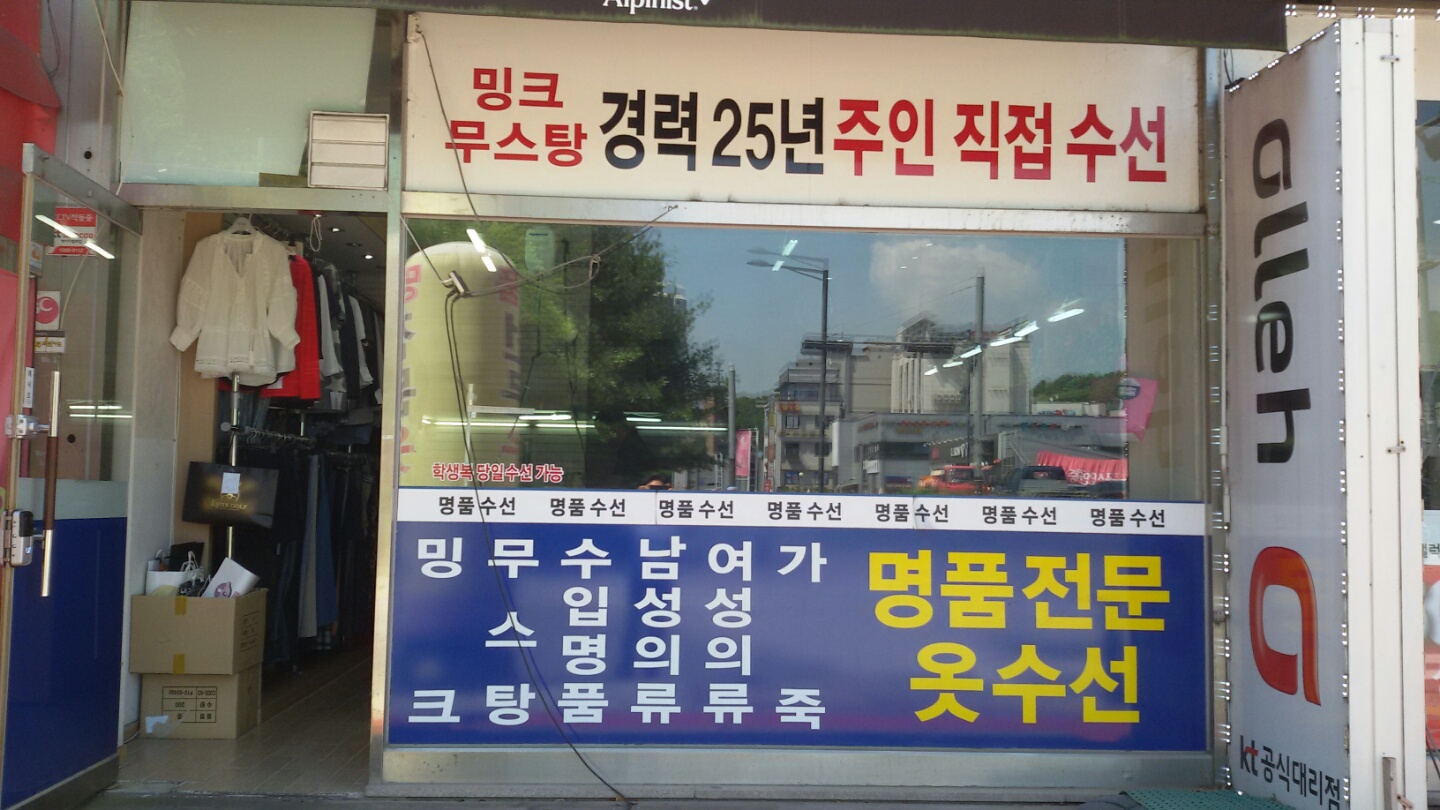 Alpinist
밍크
무스탕
경력 25년 주인 직접 수선
학생복 당일수선 가능
명품수선 명품수선 명품수선 명품수선 명품수선 명품수선 명품수선
밍크
무스탕
수입명품
남성의류
여성의류
가죽
명품전문
옷수선
olleh
kt 공식대리점